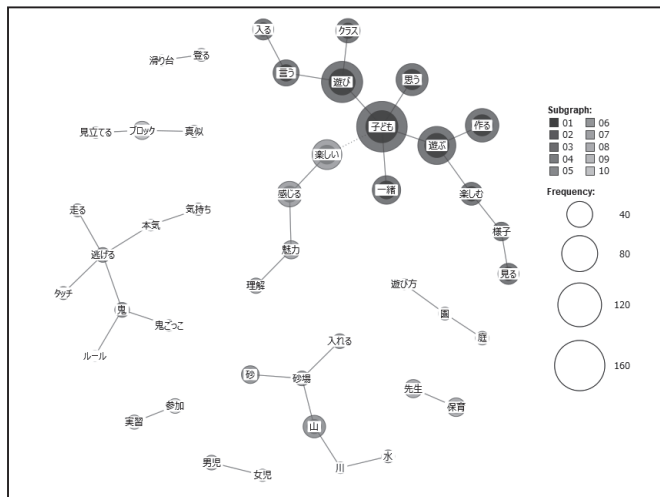 入る
クラス
滑り台
登る
言う
遊び
思う
見立てる
ブロック
真似
子ども
作る
遊ぶ
楽しい
一緒
感じる
楽しむ
走る
本気
気持ち
様子
逃げる
魅力
見る
タッチ
理解
遊び方
鬼
鬼ごっこ
園
庭
ルール
入れる
砂
砂場
先生
保育
参加
実習
山
男児
女児
川
水
Subgraph:
01 06
02 07
03 08
04 09
05 10
Frequency:
40
80
120
160